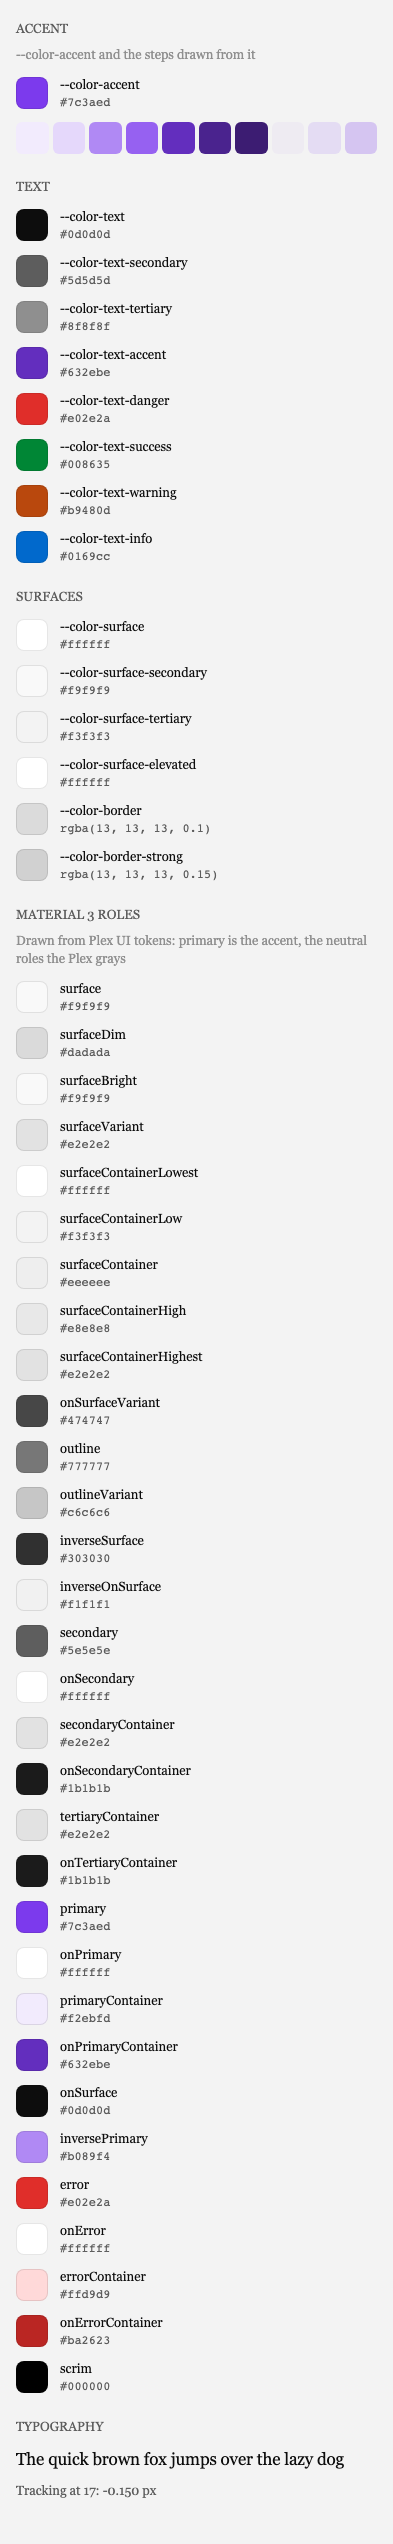 ACCENT
--color-accent and the steps drawn from it
--color-accent
#7c3aed
TEXT
--color-text
#0d0d0d
--color-text-secondary
#5d5d5d
--color-text-tertiary
#8f8f8f
--color-text-accent
#632ebe
--color-text-danger
#e02e2a
--color-text-success
#008635
--color-text-warning
#b9480d
--color-text-info
#0169cc
SURFACES
--color-surface
#ffffff
--color-surface-secondary
#f9f9f9
--color-surface-tertiary
#f3f3f3
--color-surface-elevated
#ffffff
--color-border
rgba(13, 13, 13, 0.1)
--color-border-strong
rgba(13, 13, 13, 0.15)
MATERIAL 3 ROLES
Drawn from Plex UI tokens: primary is the accent, the neutral
roles the Plex grays
surface
#f9f9f9
surfaceDim
#dadada
surfaceBright
#f9f9f9
surfaceVariant
#e2e2e2
surfaceContainerLowest
#ffffff
surfaceContainerLow
#f3f3f3
surfaceContainer
#eeeeee
surfaceContainerHigh
#e8e8e8
surfaceContainerHighest
#e2e2e2
onSurfaceVariant
#474747
outline
#777777
outlineVariant
#c6c6c6
inverseSurface
#303030
inverseOnSurface
#f1f1f1
secondary
#5e5e5e
onSecondary
#ffffff
secondaryContainer
#e2e2e2
onSecondaryContainer
#1b1b1b
tertiaryContainer
#e2e2e2
onTertiaryContainer
#1b1b1b
primary
#7c3aed
onPrimary
#ffffff
primaryContainer
#f2ebfd
onPrimaryContainer
#632ebe
onSurface
#0d0d0d
inversePrimary
#b089f4
error
#e02e2a
onError
#ffffff
errorContainer
#ffd9d9
onErrorContainer
#ba2623
scrim
#000000
TYPOGRAPHY
The quick brown fox jumps over the lazy dog
Tracking at 17: -0.150 px